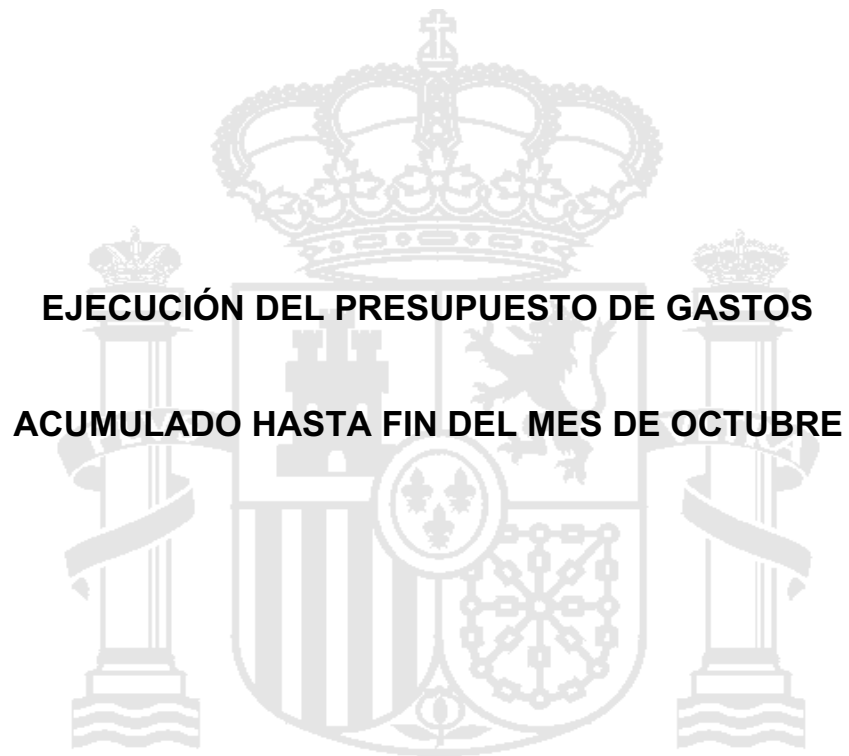 EJECUCIÓN DEL PRESUPUESTO DE GASTOS
ACUMULADO HASTA FIN DEL MES DE OCTUBRE